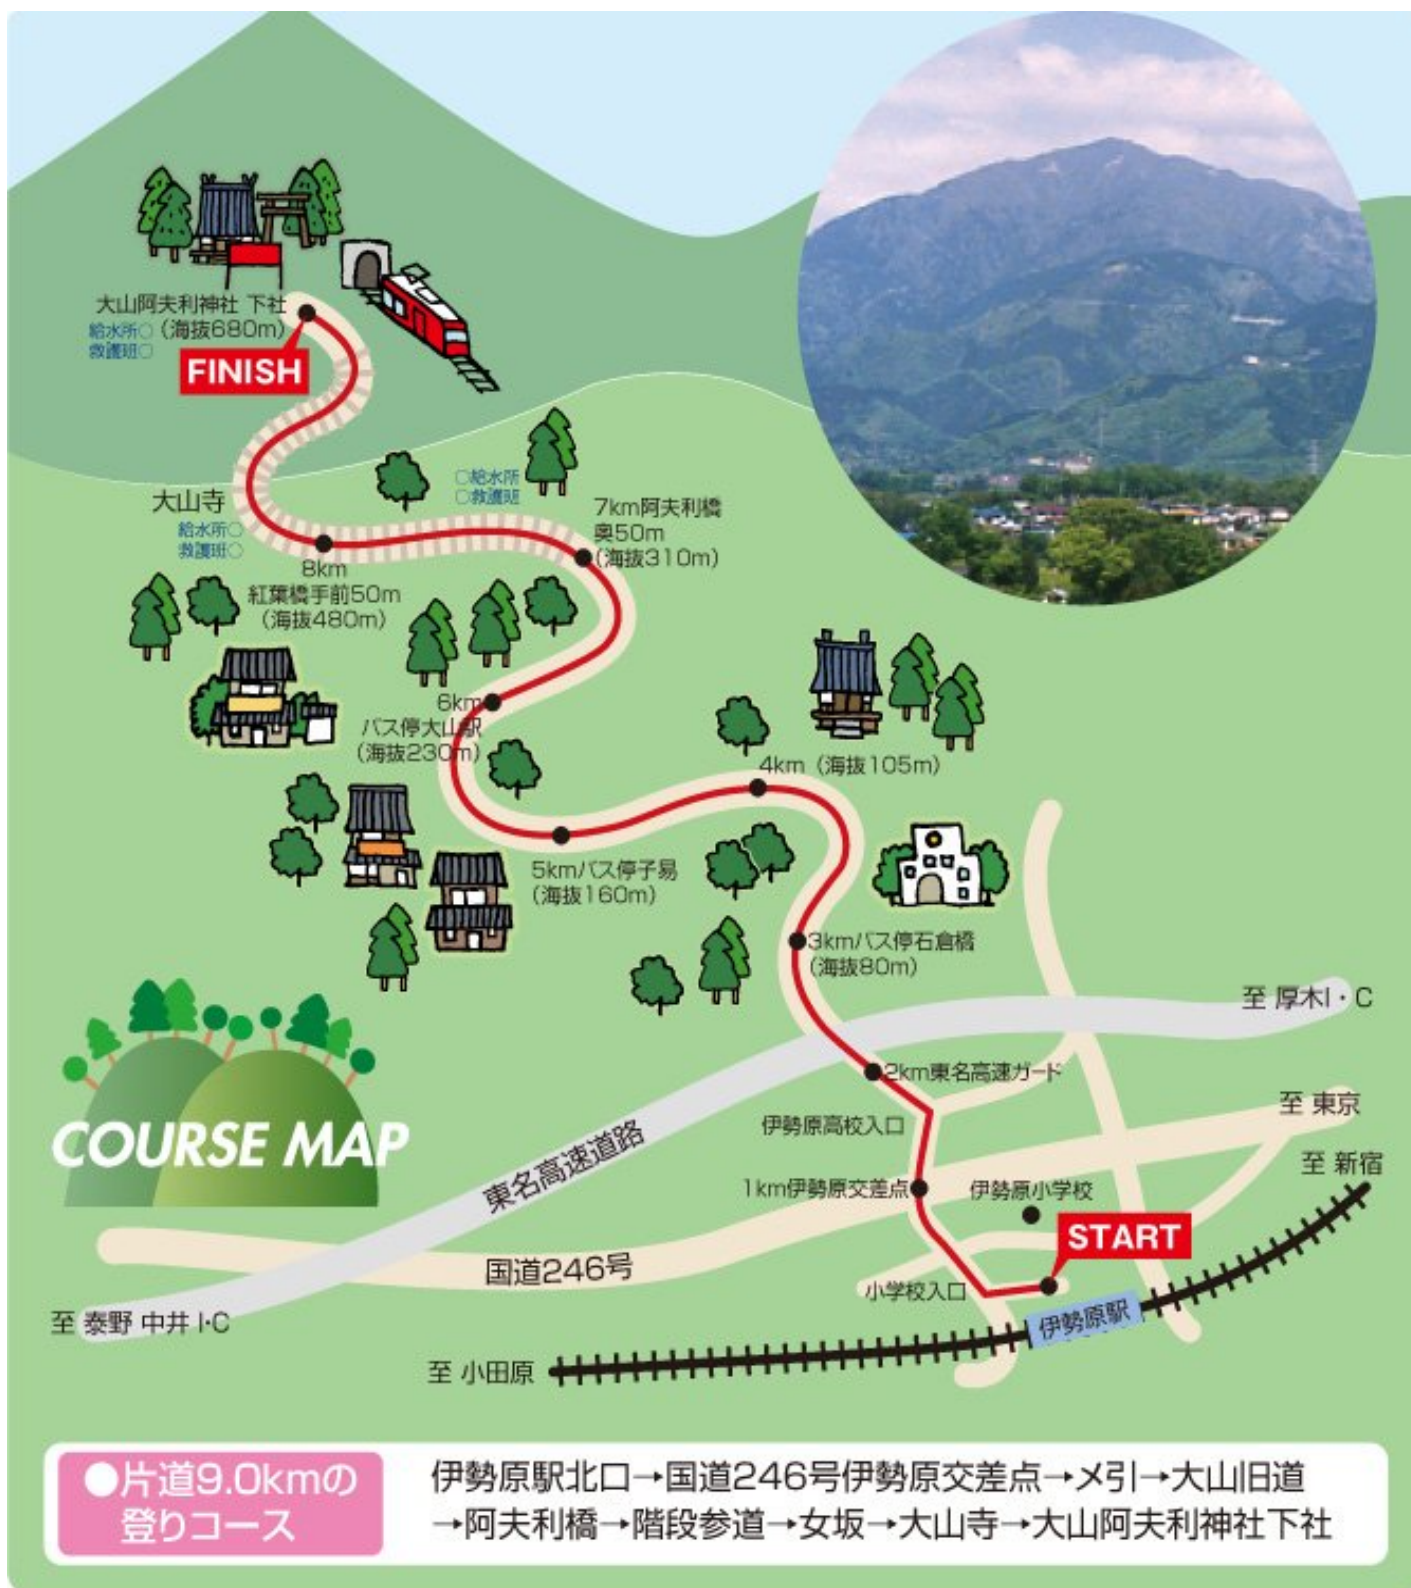 大山阿夫利神社 下社
給水所○ (海抜680m)
救護班○
FINISH
○給水所
○救護班
大山寺
給水所○
救護班○
7km阿夫利橋
奥50m
(海抜310m)
8km
紅葉橋手前50m
(海抜480m)
6km
バス停大山駅
(海抜230m)
4km (海抜105m)
5kmバス停子易
(海抜160m)
3kmバス停石倉橋
(海抜80m)
至 厚木I・C
2km東名高速ガード
至 東京
伊勢原高校入口
COURSE MAP
東名高速道路
至 新宿
1km伊勢原交差点
伊勢原小学校
START
国道246号
小学校入口
至 泰野 中井 I・C
伊勢原駅
至 小田原
●片道9.0kmの
登りコース
伊勢原駅北口→国道246号伊勢原交差点→〆引→大山旧道
→阿夫利橋→階段参道→女坂→大山寺→大山阿夫利神社下社